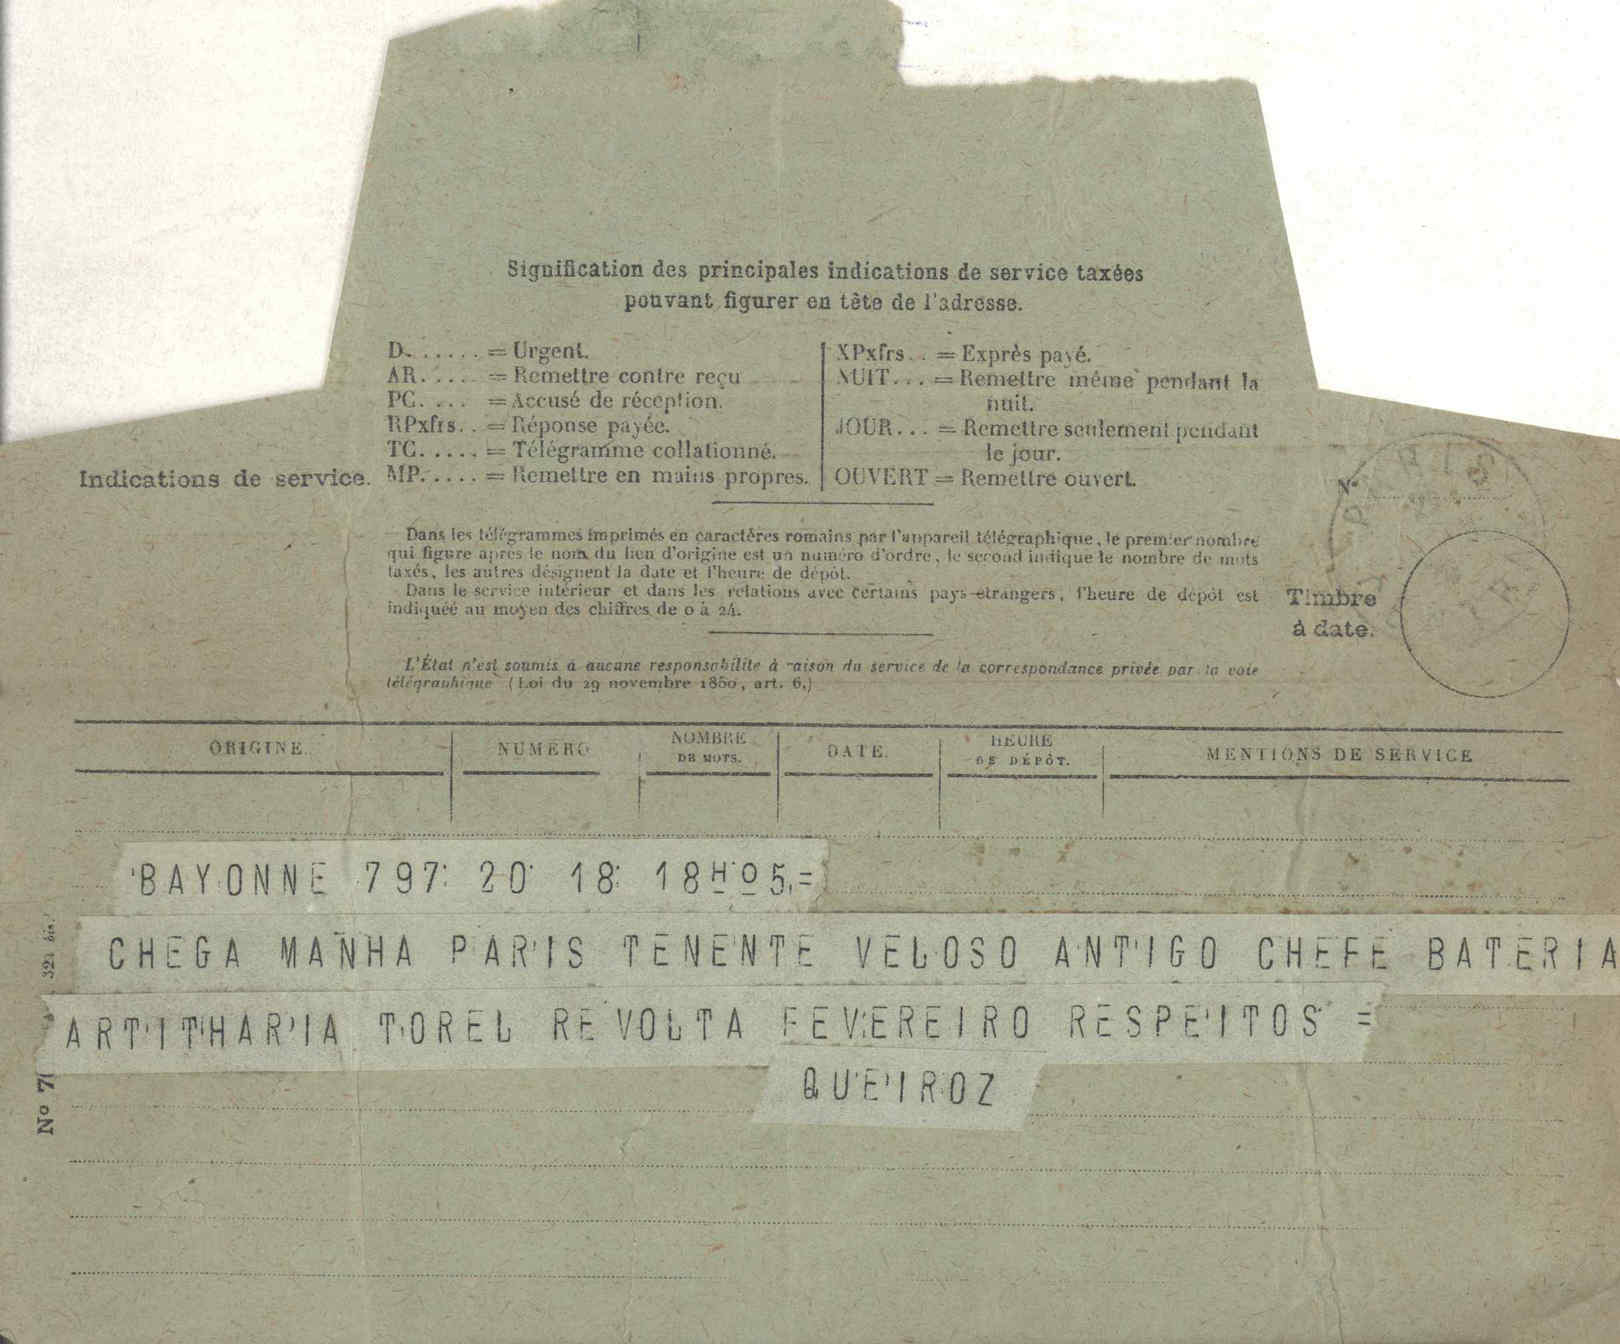 Signification des principales indications de service taxées
pouvant figurer en tête de l'adresse.
D. . . . . . = Urgent.
AR. . . . . = Remettre contre reçu
PC. . . . = Accusé de réception.
RPxfrs. . = Réponse payée.
TC. . . . . = Télégramme collationné.
MP. . . . . = Remettre en mains propres.
XPxfrs. . = Exprès payé.
NUIT. . . = Remettre même pendant la
nuit.
JOUR. . . = Remettre seulement pendant
le jour.
OUVERT = Remettre ouvert.
Indications de service.
Dans les télégrammes imprimés en caractères romains par l'appareil télégraphique, le premier nombre
qui figure après le nom du lieu d'origine est un numéro d'ordre, le second indique le nombre de mots
taxés, les autres désignent la date et l'heure de dépôt.
Dans le service intérieur et dans les relations avec certains pays étrangers, l'heure de dépôt est
indiquée au moyen des chiffres de 0 à 24.
L'État n'est soumis à aucune responsabilité à raison du service de la correspondance privée par la voie
télégraphique (Loi du 29 novembre 1850, art. 6.)
N°
PARIS
Timbre
à date.
ORIGINE. NUMÉRO NOMBRE DE MOTS. DATE. HEURE DE DÉPÔT. MENTIONS DE SERVICE
BAYONNE 797 20 18 18H05 =
CHEGA MANHA PARIS TENENTE VELOSO ANTIGO CHEFE BATERIA
ARTITHARIA TOREL REVOLTA FEVEREIRO RESPEITOS =
QUEIROZ
No 7